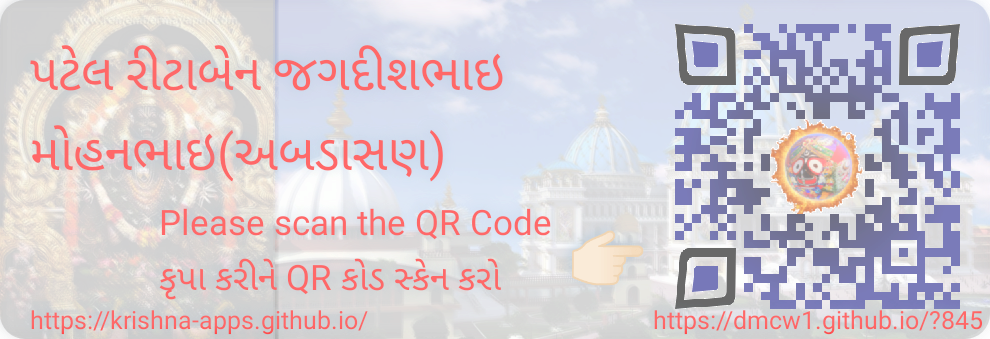 પટેલ રીટાબેન જગદીશભાઇ
મોહનભાઇ(અબડાસણ)
Please scan the QR Code
કૃપા કરીને QR કોડ સ્કેન કરો
https://krishna-apps.github.io/
https://dmcw1.github.io/?845